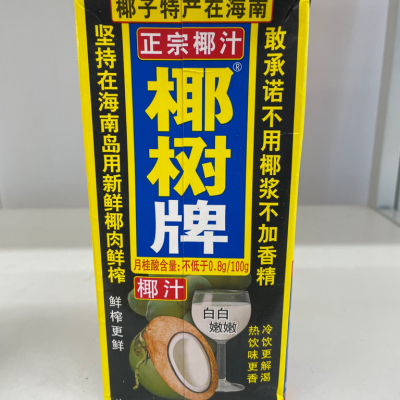 椰子特产在海南
正宗椰汁
坚持在海南岛用新鲜椰肉鲜榨
椰树牌
®
敢承诺不用椰浆不加香精
月桂酸含量：不低于0.8g/100g
椰汁
鲜榨更鲜
白白
嫩嫩
冷饮更解渴
热饮味更香